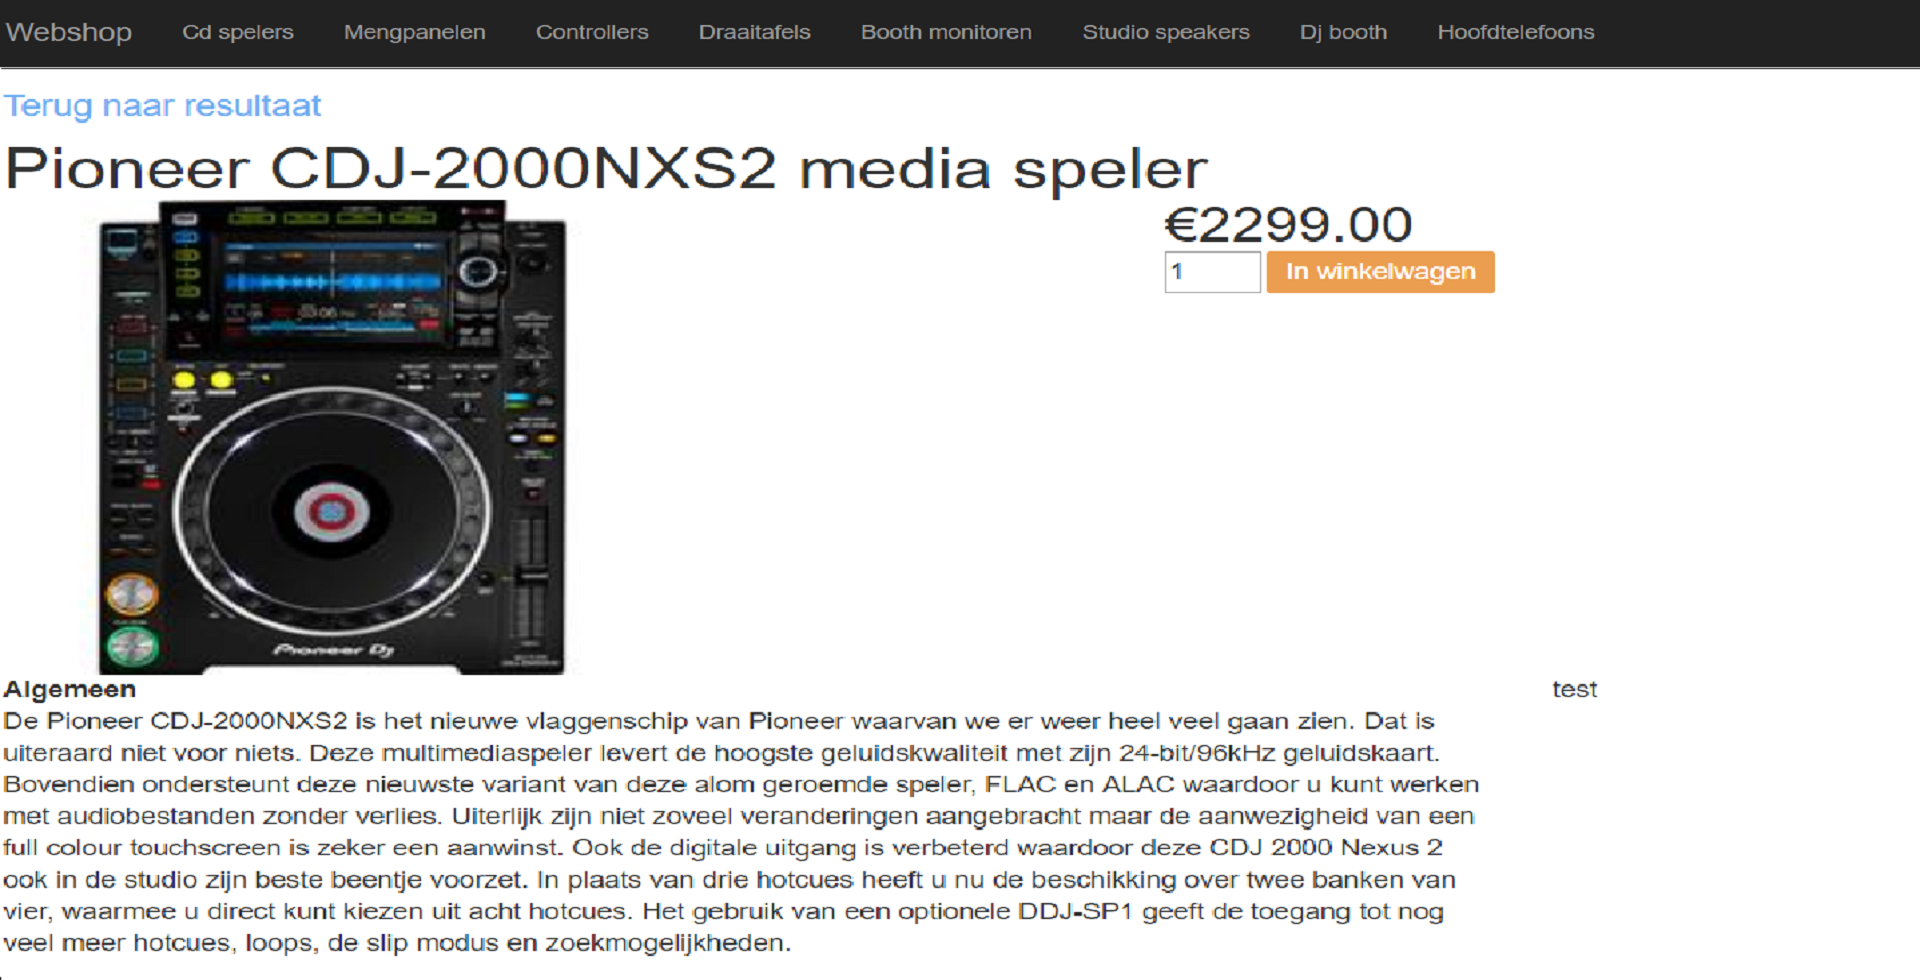 Webshop Cd spelers Mengpanelen Controllers Draaitafels Booth monitoren Studio speakers Dj booth Hoofdtelefoons
Terug naar resultaat
Pioneer CDJ-2000NXS2 media speler
€2299.00
1 In winkelwagen
Pioneer Dj
Algemeen
test
De Pioneer CDJ-2000NXS2 is het nieuwe vlaggenschip van Pioneer waarvan we er weer heel veel gaan zien. Dat is
uiteraard niet voor niets. Deze multimediaspeler levert de hoogste geluidskwaliteit met zijn 24-bit/96kHz geluidskaart.
Bovendien ondersteunt deze nieuwste variant van deze alom geroemde speler, FLAC en ALAC waardoor u kunt werken
met audiobestanden zonder verlies. Uiterlijk zijn niet zoveel veranderingen aangebracht maar de aanwezigheid van een
full colour touchscreen is zeker een aanwinst. Ook de digitale uitgang is verbeterd waardoor deze CDJ 2000 Nexus 2
ook in de studio zijn beste beentje voorzet. In plaats van drie hotcues heeft u nu de beschikking over twee banken van
vier, waarmee u direct kunt kiezen uit acht hotcues. Het gebruik van een optionele DDJ-SP1 geeft de toegang tot nog
veel meer hotcues, loops, de slip modus en zoekmogelijkheden.